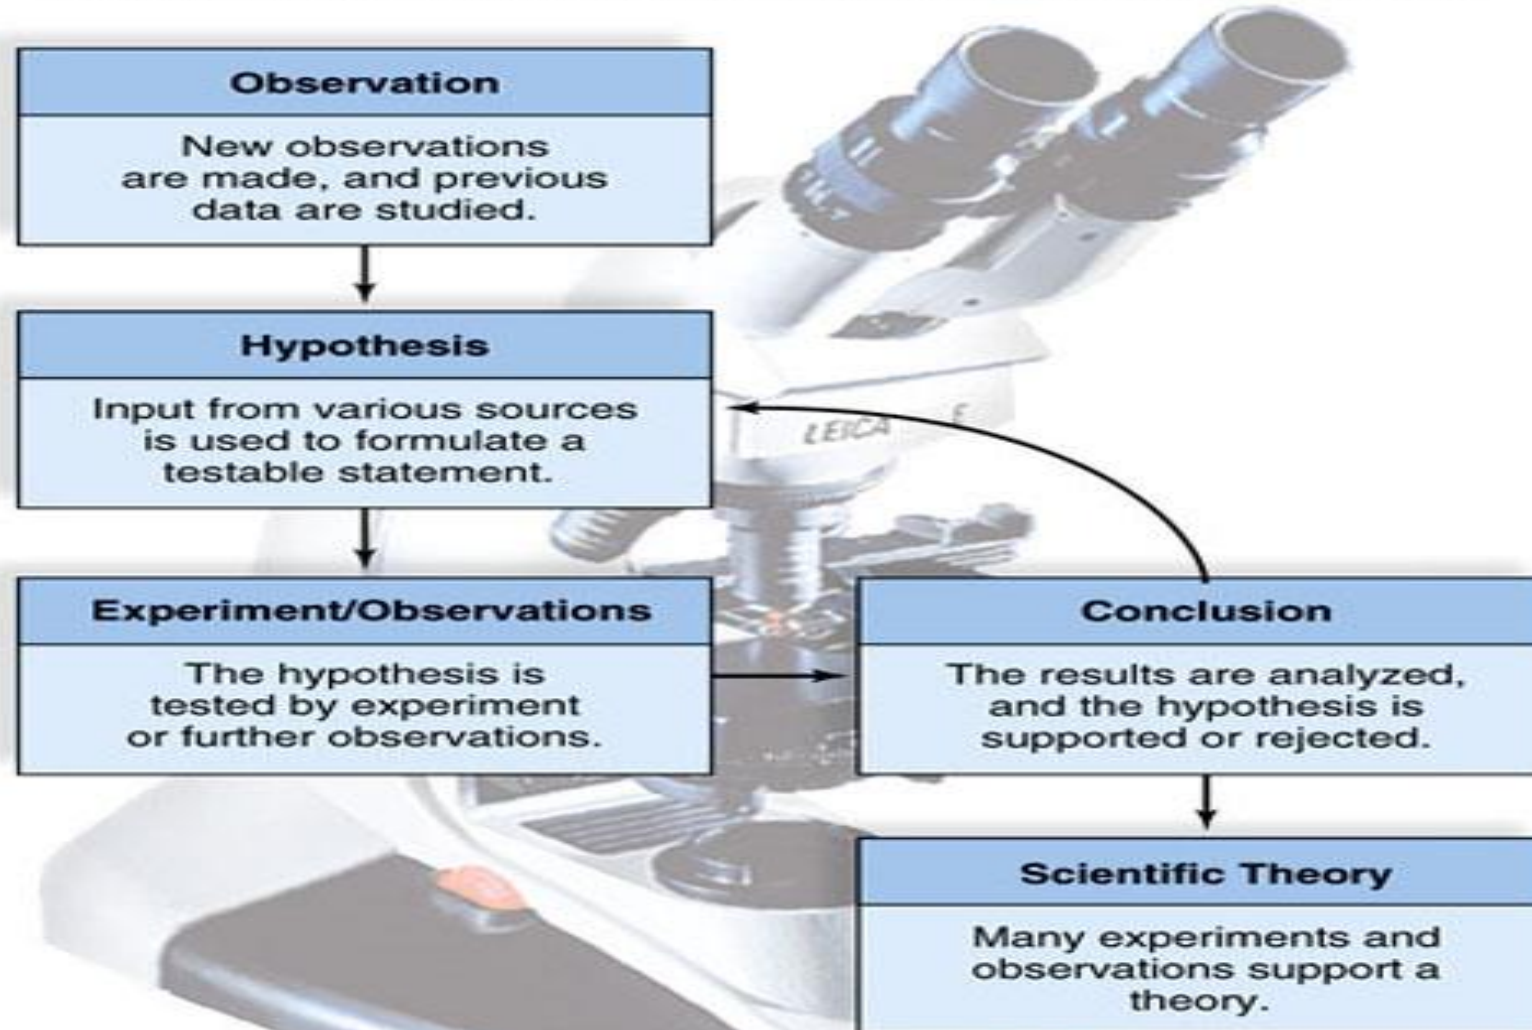 Observation
New observations
are made, and previous
data are studied.
Hypothesis
Input from various sources
is used to formulate a
testable statement.
LEICA
E
Experiment/Observations
The hypothesis is
tested by experiment
or further observations.
Conclusion
The results are analyzed,
and the hypothesis is
supported or rejected.
Scientific Theory
Many experiments and
observations support a
theory.